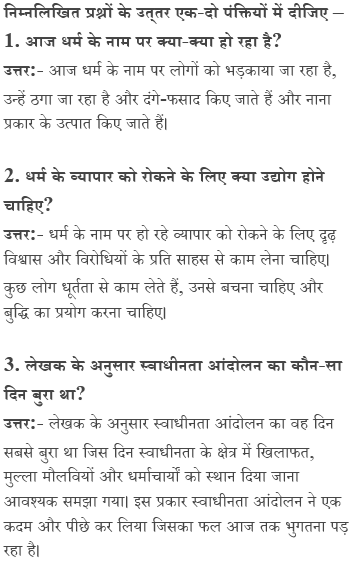 निम्नलिखित प्रश्नों के उत्तर एक-दो पंक्तियों में दीजिए –
1. आज धर्म के नाम पर क्या-क्या हो रहा है?
उत्तर:- आज धर्म के नाम पर लोगों को भड़काया जा रहा है,
उन्हें ठगा जा रहा है और दंगे-फसाद किए जाते हैं और नाना
प्रकार के उत्पात किए जाते हैं।
2. धर्म के व्यापार को रोकने के लिए क्या उद्योग होने
चाहिए?
उत्तर:- धर्म के नाम पर हो रहे व्यापार को रोकने के लिए दृढ़
विश्वास और विरोधियों के प्रति साहस से काम लेना चाहिए।
कुछ लोग धूर्तता से काम लेते हैं, उनसे बचना चाहिए और
बुद्धि का प्रयोग करना चाहिए।
3. लेखक के अनुसार स्वाधीनता आंदोलन का कौन-सा
दिन बुरा था?
उत्तर:- लेखक के अनुसार स्वाधीनता आंदोलन का वह दिन
सबसे बुरा था जिस दिन स्वाधीनता के क्षेत्र में खिलाफत,
मुल्ला मौलवियों और धर्माचार्यों को स्थान दिया जाना
आवश्यक समझा गया। इस प्रकार स्वाधीनता आंदोलन ने एक
कदम और पीछे कर लिया जिसका फल आज तक भुगतना पड़
रहा है।